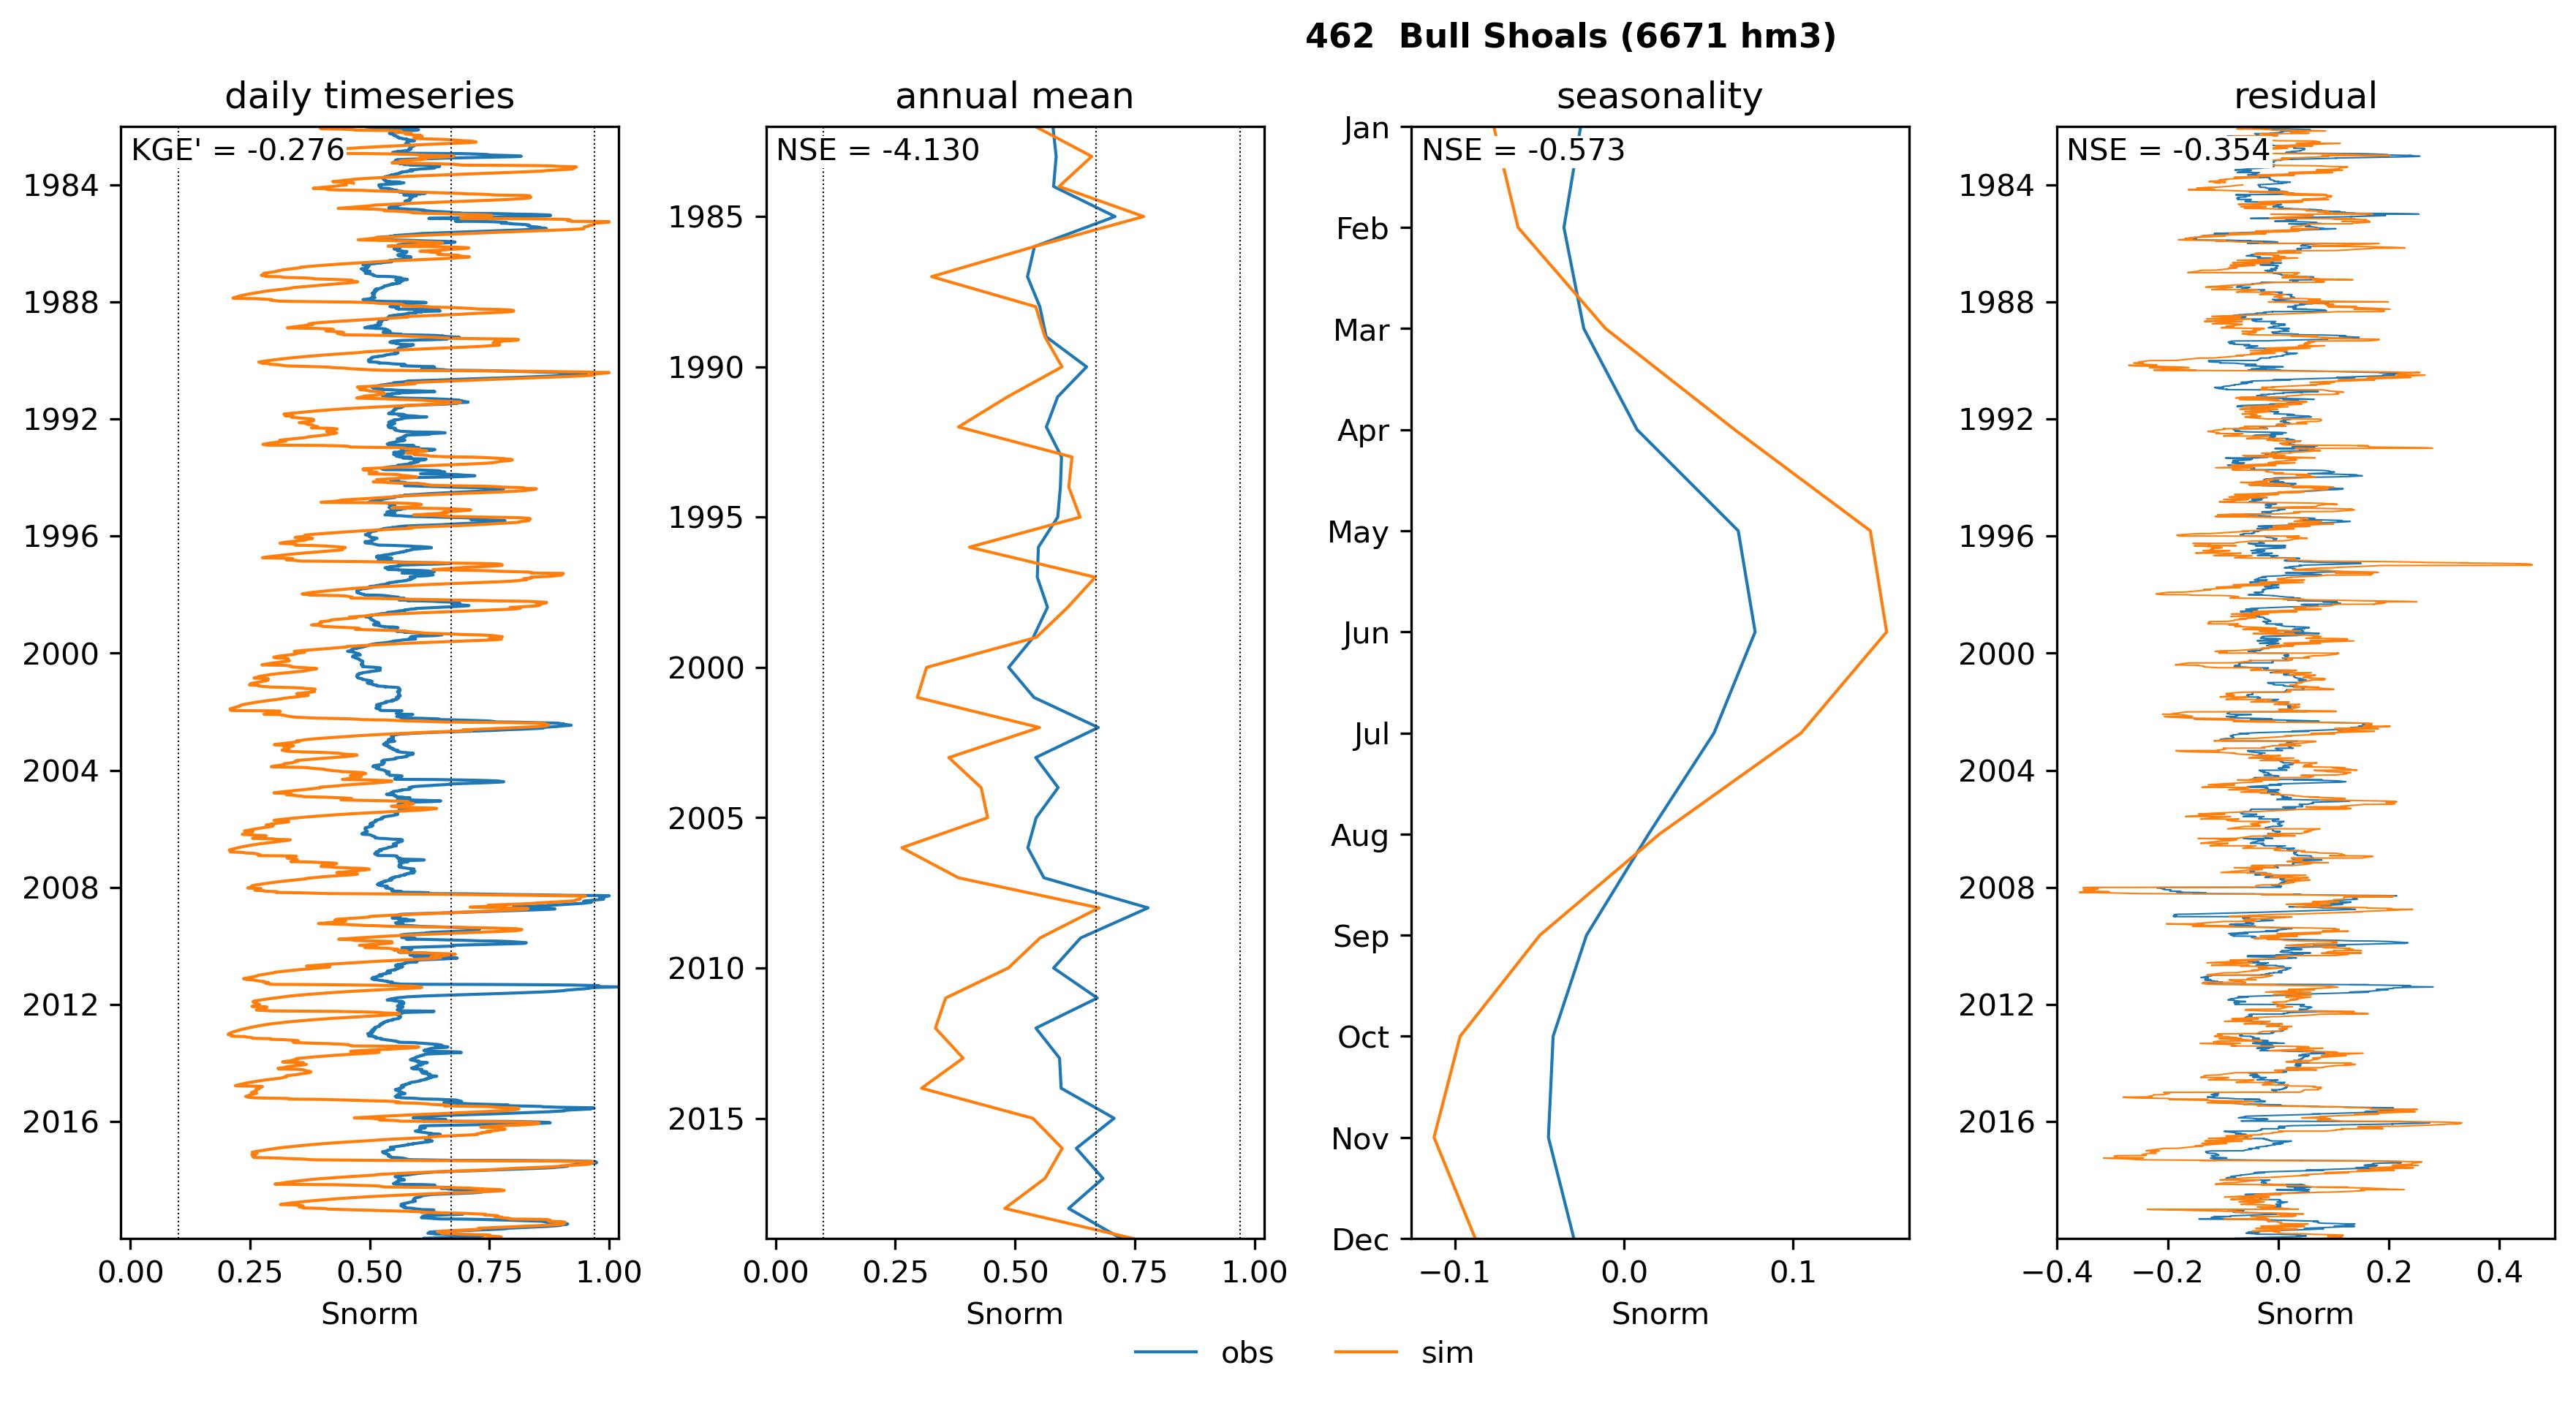 462  Bull Shoals (6671 hm3)
daily timeseries
KGE' = -0.276
1984
1988
1992
1996
2000
2004
2008
2012
2016
0.00 0.25 0.50 0.75 1.00
Snorm
annual mean
NSE = -4.130
1985
1990
1995
2000
2005
2010
2015
0.00 0.25 0.50 0.75 1.00
Snorm
seasonality
NSE = -0.573
Jan
Feb
Mar
Apr
May
Jun
Jul
Aug
Sep
Oct
Nov
Dec
−0.1 0.0 0.1
Snorm
residual
NSE = -0.354
1984
1988
1992
1996
2000
2004
2008
2012
2016
−0.4 −0.2 0.0 0.2 0.4
Snorm
obs sim